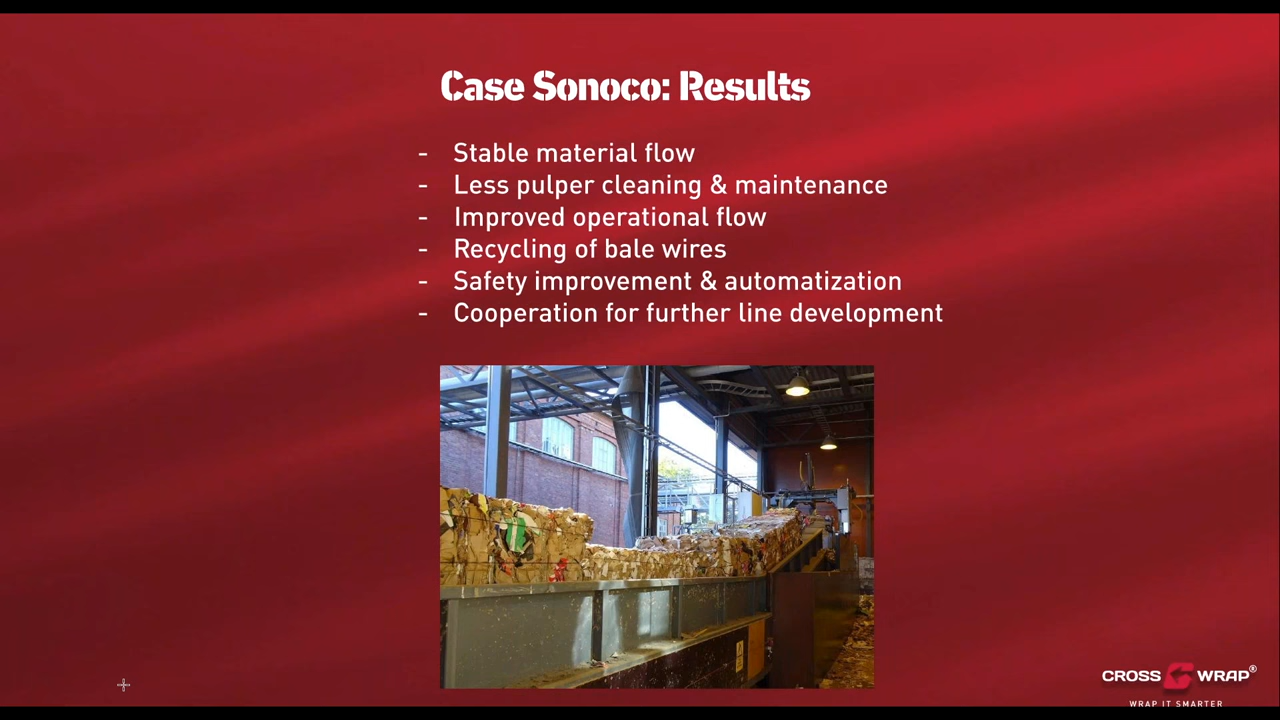 Case Sonoco: Results
- Stable material flow
- Less pulper cleaning & maintenance
- Improved operational flow
- Recycling of bale wires
- Safety improvement & automatization
- Cooperation for further line development
CROSS WRAP®
WRAP IT SMARTER